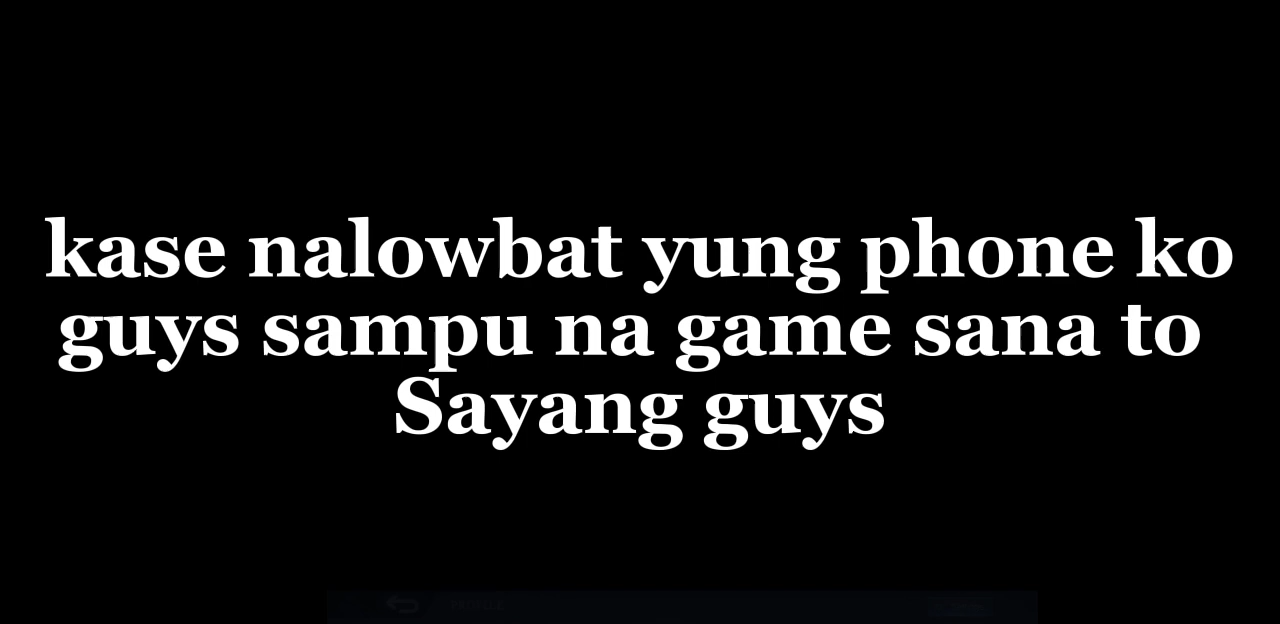 kase nalowbat yung phone ko
guys sampu na game sana to
Sayang guys